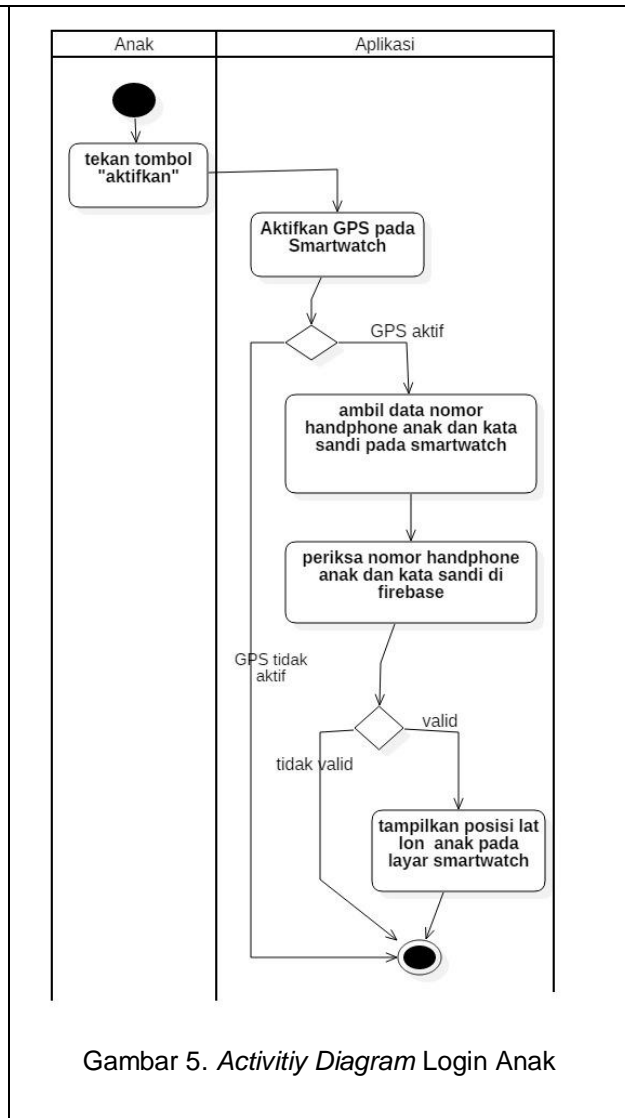 Anak
Aplikasi
tekan tombol
"aktifkan"
Aktifkan GPS pada
Smartwatch
GPS aktif
ambil data nomor
handphone anak dan kata
sandi pada smartwatch
periksa nomor handphone
anak dan kata sandi di
firebase
GPS tidak
aktif
valid
tidak valid
tampilkan posisi lat
lon anak pada
layar smartwatch
Gambar 5. Activitiy Diagram Login Anak